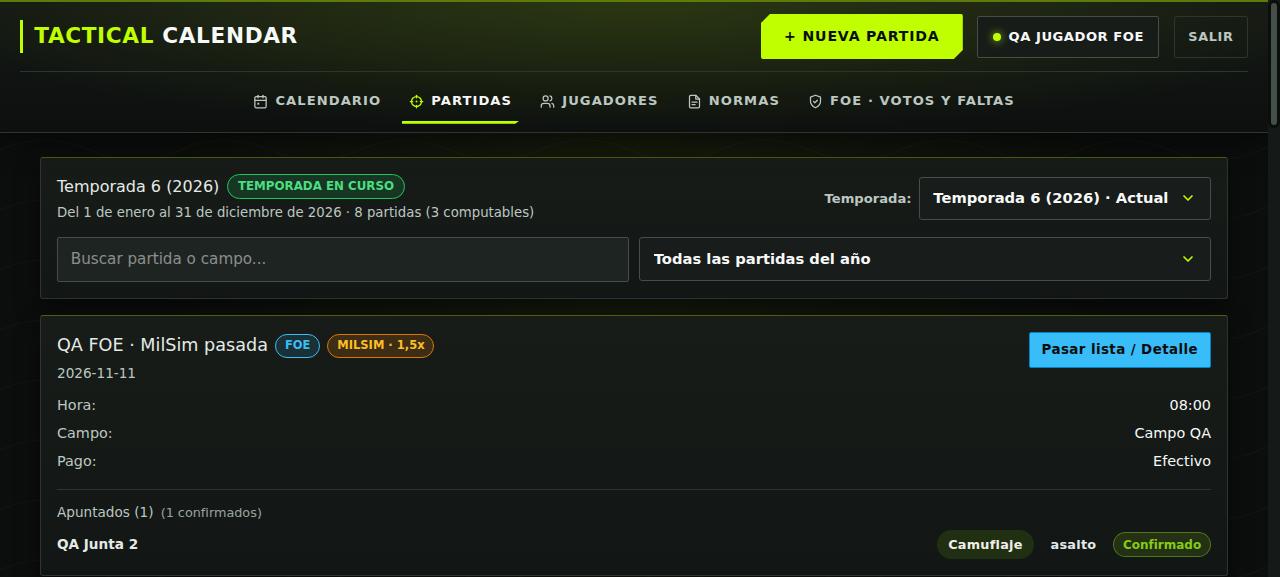 TACTICAL CALENDAR
+ NUEVA PARTIDA
QA JUGADOR FOE
SALIR
CALENDARIO
PARTIDAS
JUGADORES
NORMAS
FOE · VOTOS Y FALTAS
Temporada 6 (2026) TEMPORADA EN CURSO
Del 1 de enero al 31 de diciembre de 2026 · 8 partidas (3 computables)
Temporada: Temporada 6 (2026) · Actual
Buscar partida o campo...
Todas las partidas del año
QA FOE · MilSim pasada FOE MILSIM · 1,5x
Pasar lista / Detalle
2026-11-11
Hora: 08:00
Campo: Campo QA
Pago: Efectivo
Apuntados (1) (1 confirmados)
QA Junta 2 Camuflaje asalto Confirmado